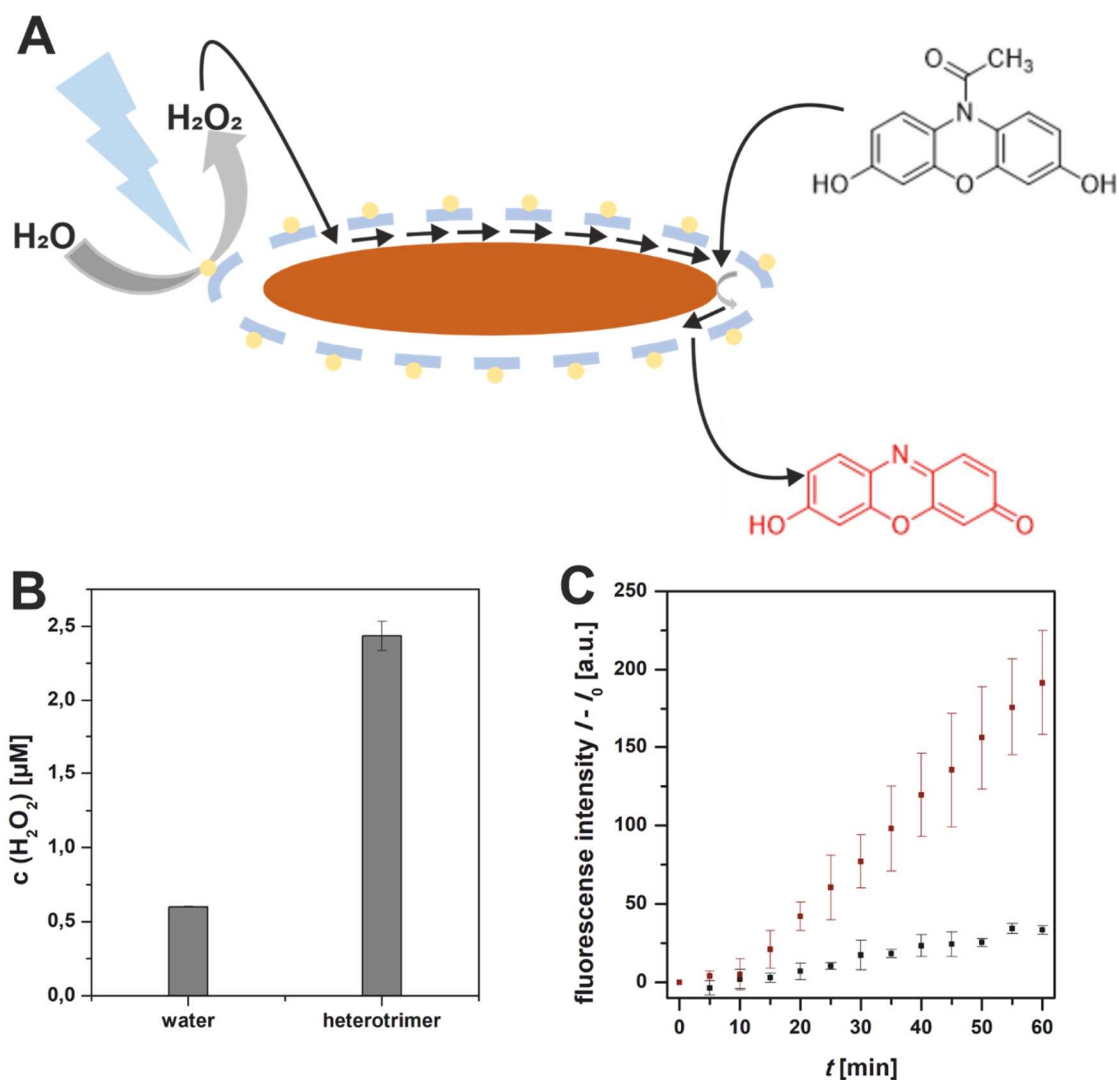 A
H₂O₂
H₂O
O
CH₃
N
HO
O
OH
N
HO
O
O
B
c (H₂O₂) [µM]
2,5
2,0
1,5
1,0
0,5
0,0
water
heterotrimer
C
fluorescense intensity I - I₀ [a.u.]
250
200
150
100
50
0
0 10 20 30 40 50 60
t [min]